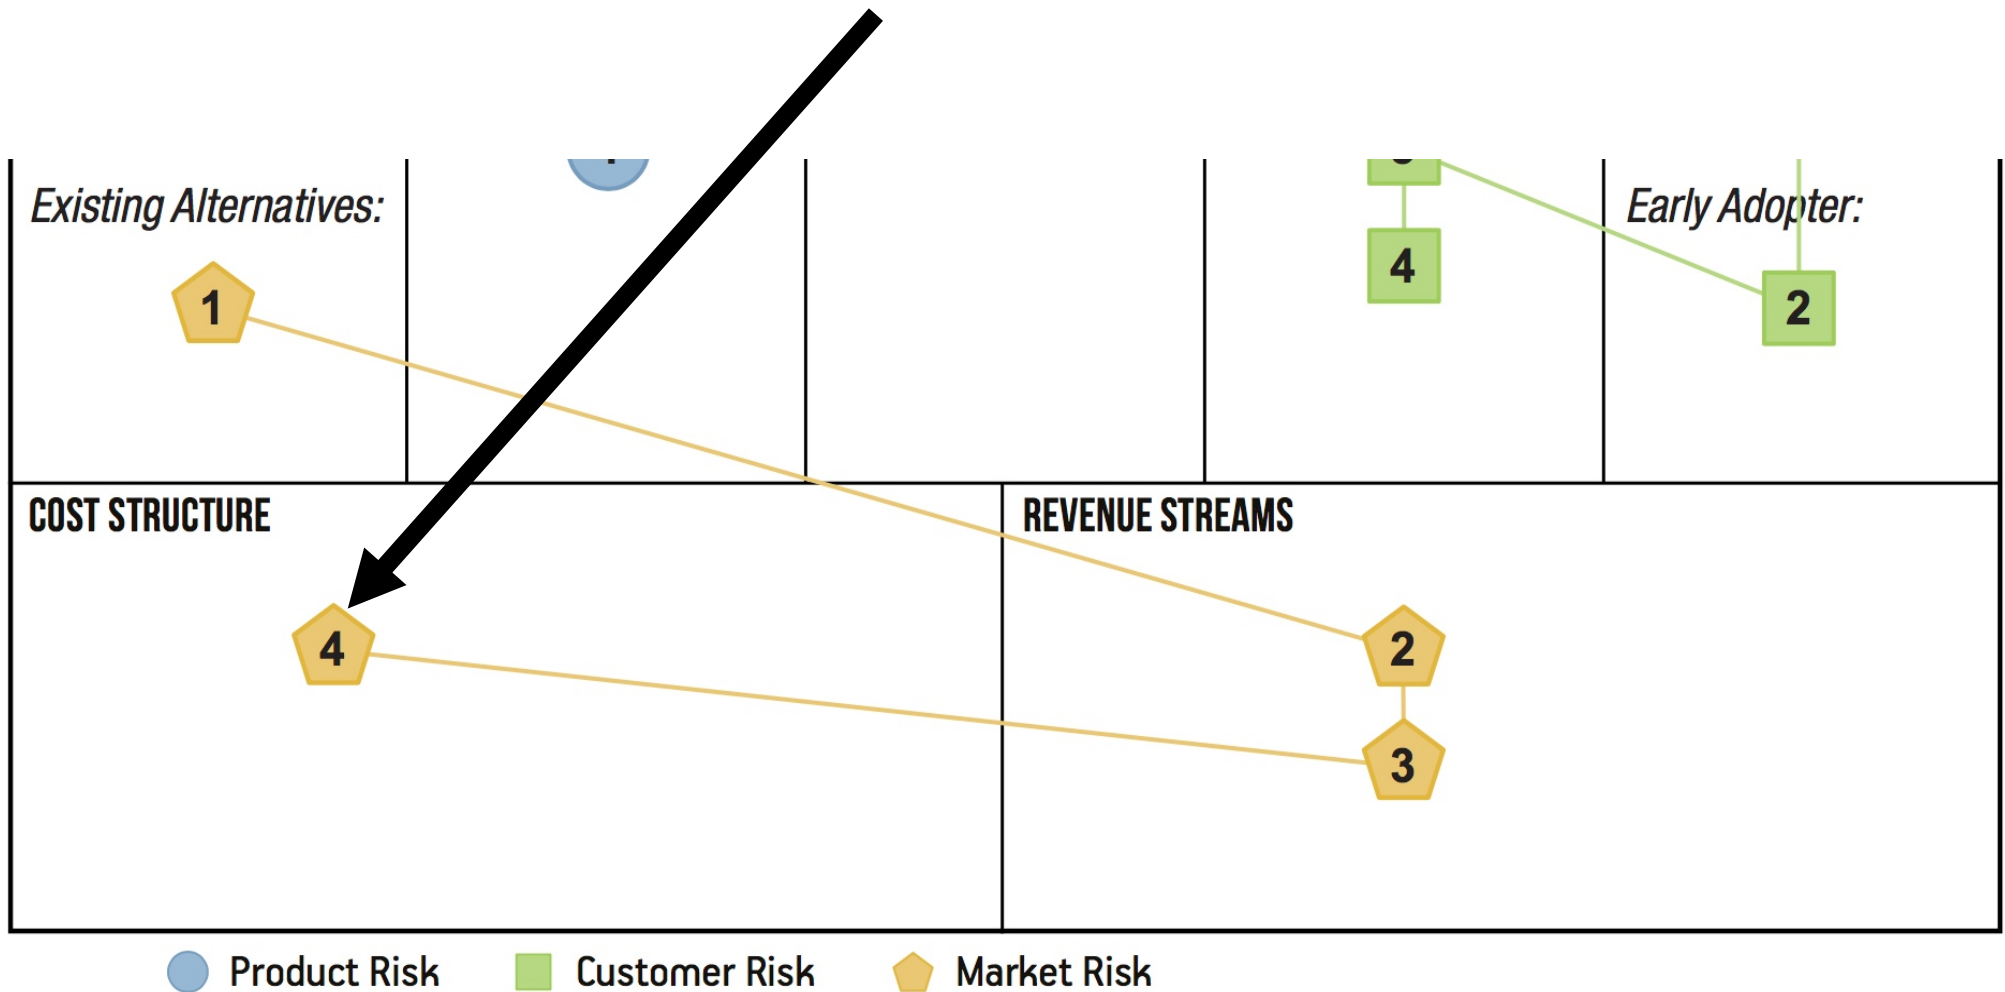 Existing Alternatives:
Early Adopter:
1
4
2
COST STRUCTURE
REVENUE STREAMS
4
2
3
Product Risk
Customer Risk
Market Risk